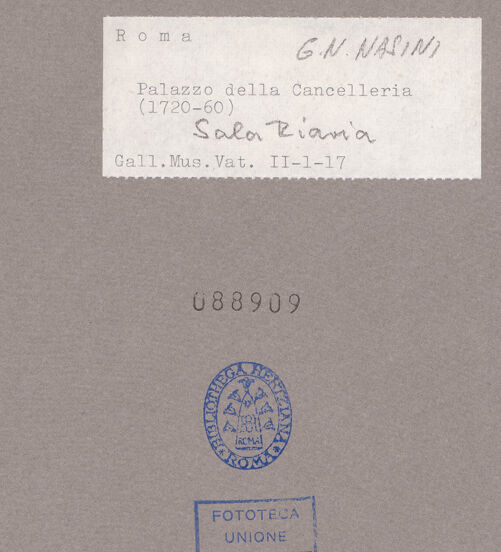 Roma
G.N. NASINI
Palazzo della Cancelleria
(1720-60)
Sala Riaria
Gall.Mus.Vat. II-1-17
088909
BIBLIOTHECA HERTZIANA
ROMA
ROMA
FOTOTECA
UNIONE